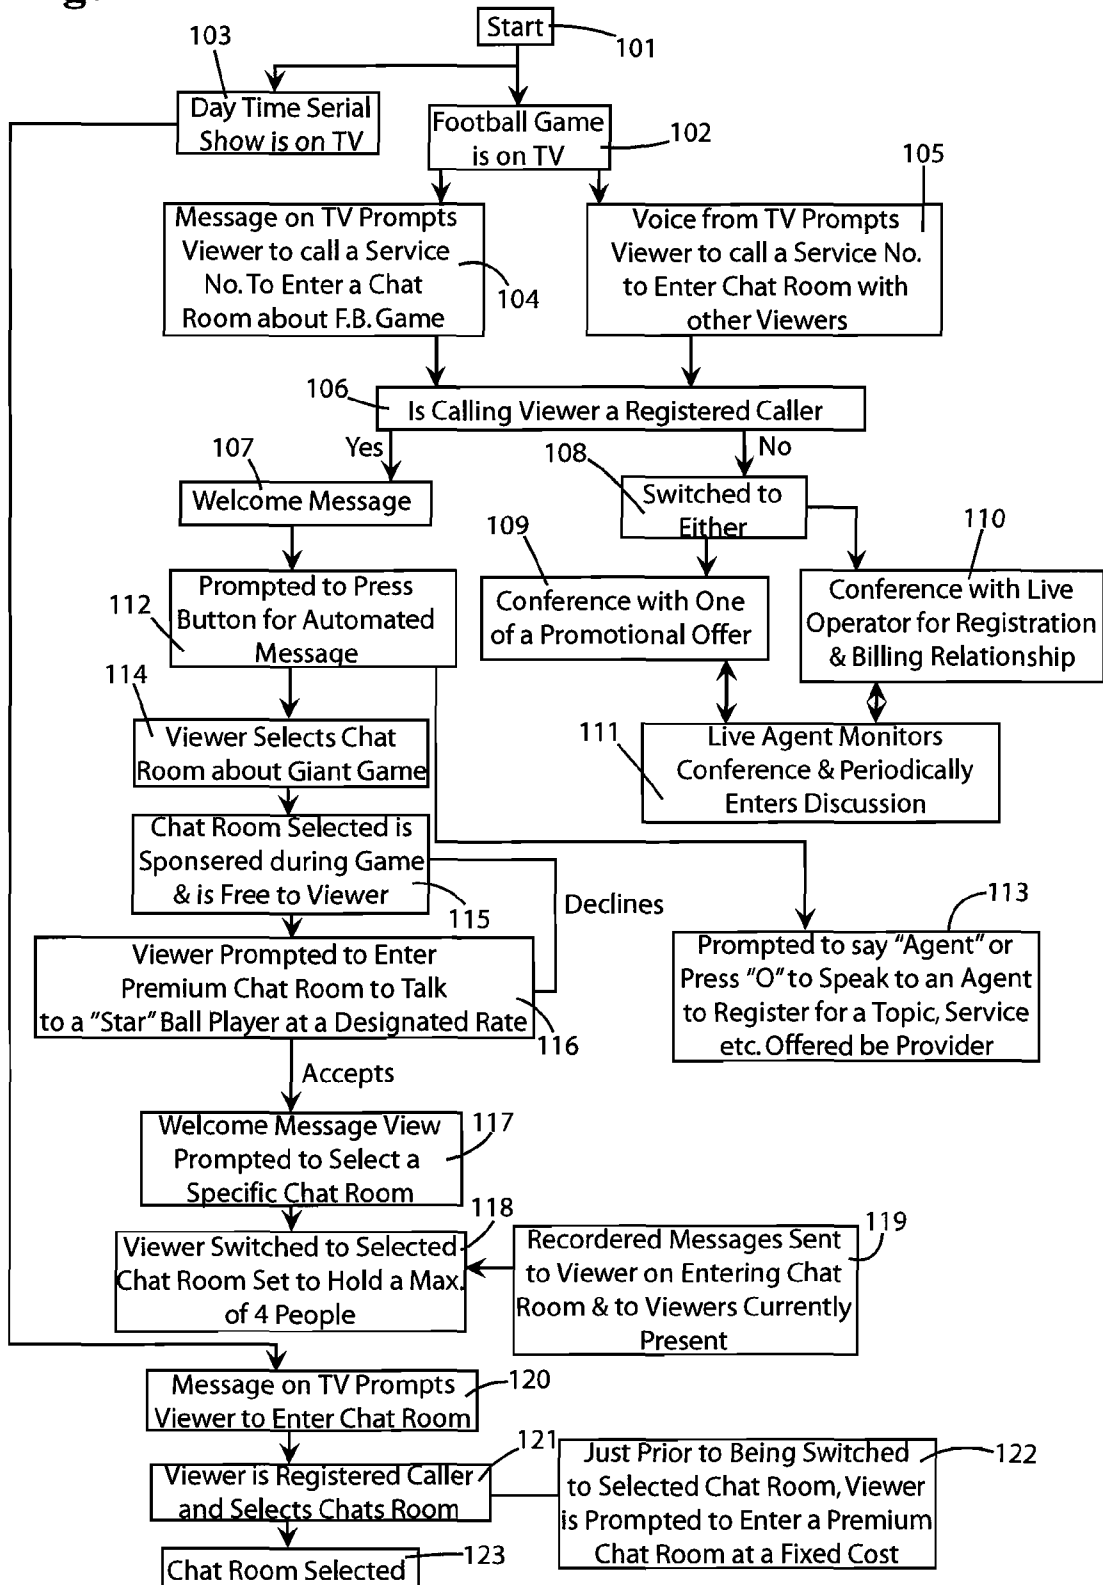 Start
101
103
Day Time Serial
Show is on TV
Football Game
is on TV
102
105
Message on TV Prompts
Viewer to call a Service
No. To Enter a Chat
Room about F.B. Game
104
Voice from TV Prompts
Viewer to call a Service No.
to Enter Chat Room with
other Viewers
106
Is Calling Viewer a Registered Caller
Yes
No
107
Welcome Message
108
Switched to
Either
109
Conference with One
of a Promotional Offer
110
Conference with Live
Operator for Registration
& Billing Relationship
112
Prompted to Press
Button for Automated
Message
111
Live Agent Monitors
Conference & Periodically
Enters Discussion
114
Viewer Selects Chat
Room about Giant Game
Chat Room Selected is
Sponsered during Game
& is Free to Viewer
115
Declines
113
Prompted to say "Agent" or
Press "O" to Speak to an Agent
to Register for a Topic, Service
etc. Offered be Provider
Viewer Prompted to Enter
Premium Chat Room to Talk
to a "Star" Ball Player at a Designated Rate
116
Accepts
Welcome Message View
Prompted to Select a
Specific Chat Room
117
118
Viewer Switched to Selected
Chat Room Set to Hold a Max.
of 4 People
119
Recordered Messages Sent
to Viewer on Entering Chat
Room & to Viewers Currently
Present
Message on TV Prompts
Viewer to Enter Chat Room
120
121
Viewer is Registered Caller
and Selects Chats Room
Just Prior to Being Switched
to Selected Chat Room, Viewer
is Prompted to Enter a Premium
Chat Room at a Fixed Cost
122
Chat Room Selected
123